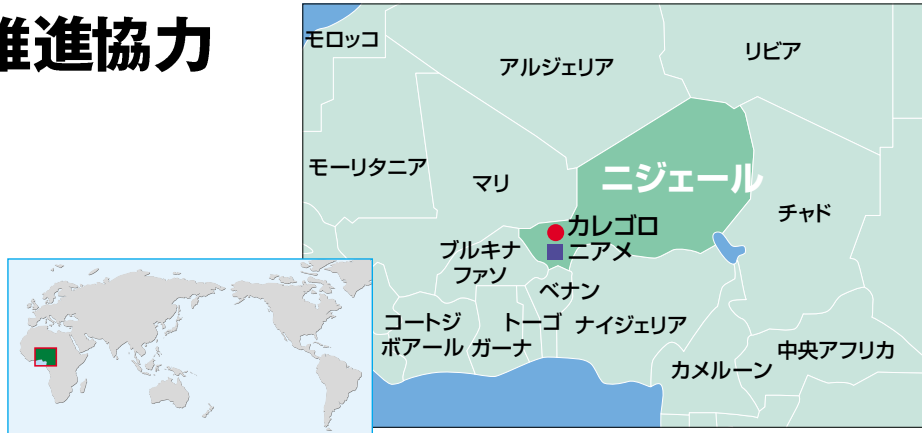 推進協力
モロッコ
アルジェリア
リビア
モーリタニア
マリ
ニジェール
チャド
カレゴロ
ニアメ
ブルキナ
ファソ
ベナン
コートジ
ボアール
ガーナ
トーゴ
ナイジェリア
カメルーン
中央アフリカ